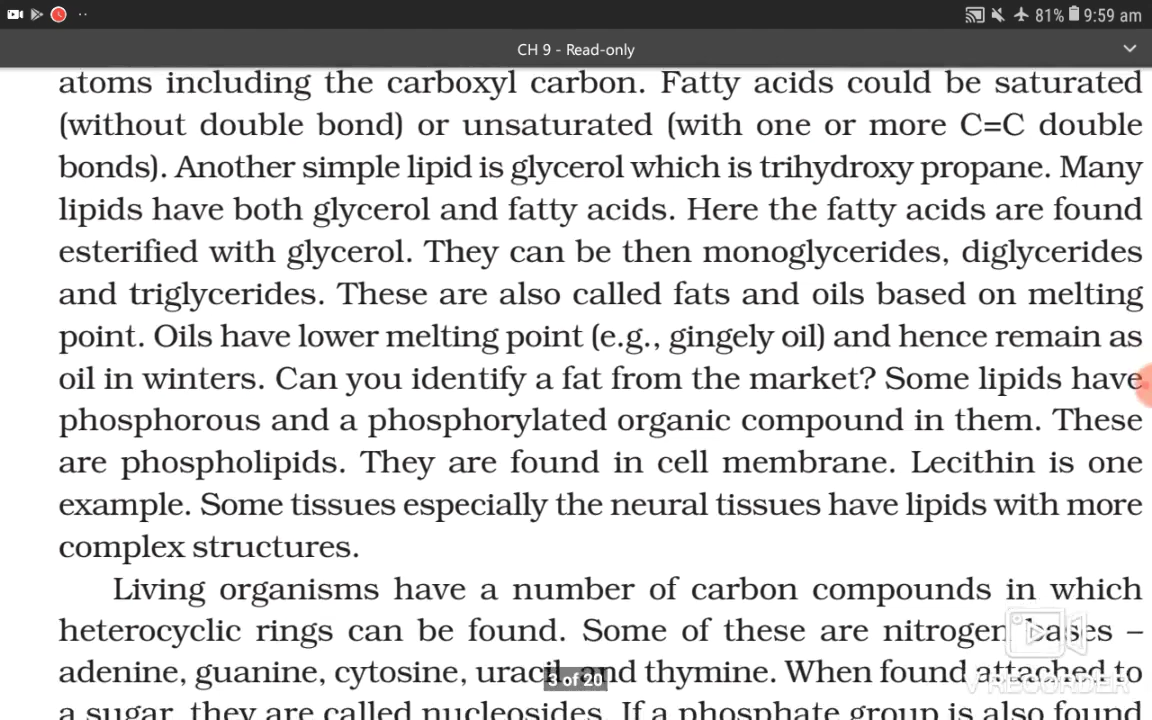 81% 9:59 am
CH 9 - Read-only
atoms including the carboxyl carbon. Fatty acids could be saturated
(without double bond) or unsaturated (with one or more C=C double
bonds). Another simple lipid is glycerol which is trihydroxy propane. Many
lipids have both glycerol and fatty acids. Here the fatty acids are found
esterified with glycerol. They can be then monoglycerides, diglycerides
and triglycerides. These are also called fats and oils based on melting
point. Oils have lower melting point (e.g., gingely oil) and hence remain as
oil in winters. Can you identify a fat from the market? Some lipids have
phosphorous and a phosphorylated organic compound in them. These
are phospholipids. They are found in cell membrane. Lecithin is one
example. Some tissues especially the neural tissues have lipids with more
complex structures.
Living organisms have a number of carbon compounds in which
heterocyclic rings can be found. Some of these are nitrogen bases –
adenine, guanine, cytosine, uracil, and thymine. When found attached to
3 of 20
V RECORDER
a sugar, they are called nucleosides. If a phosphate group is also found